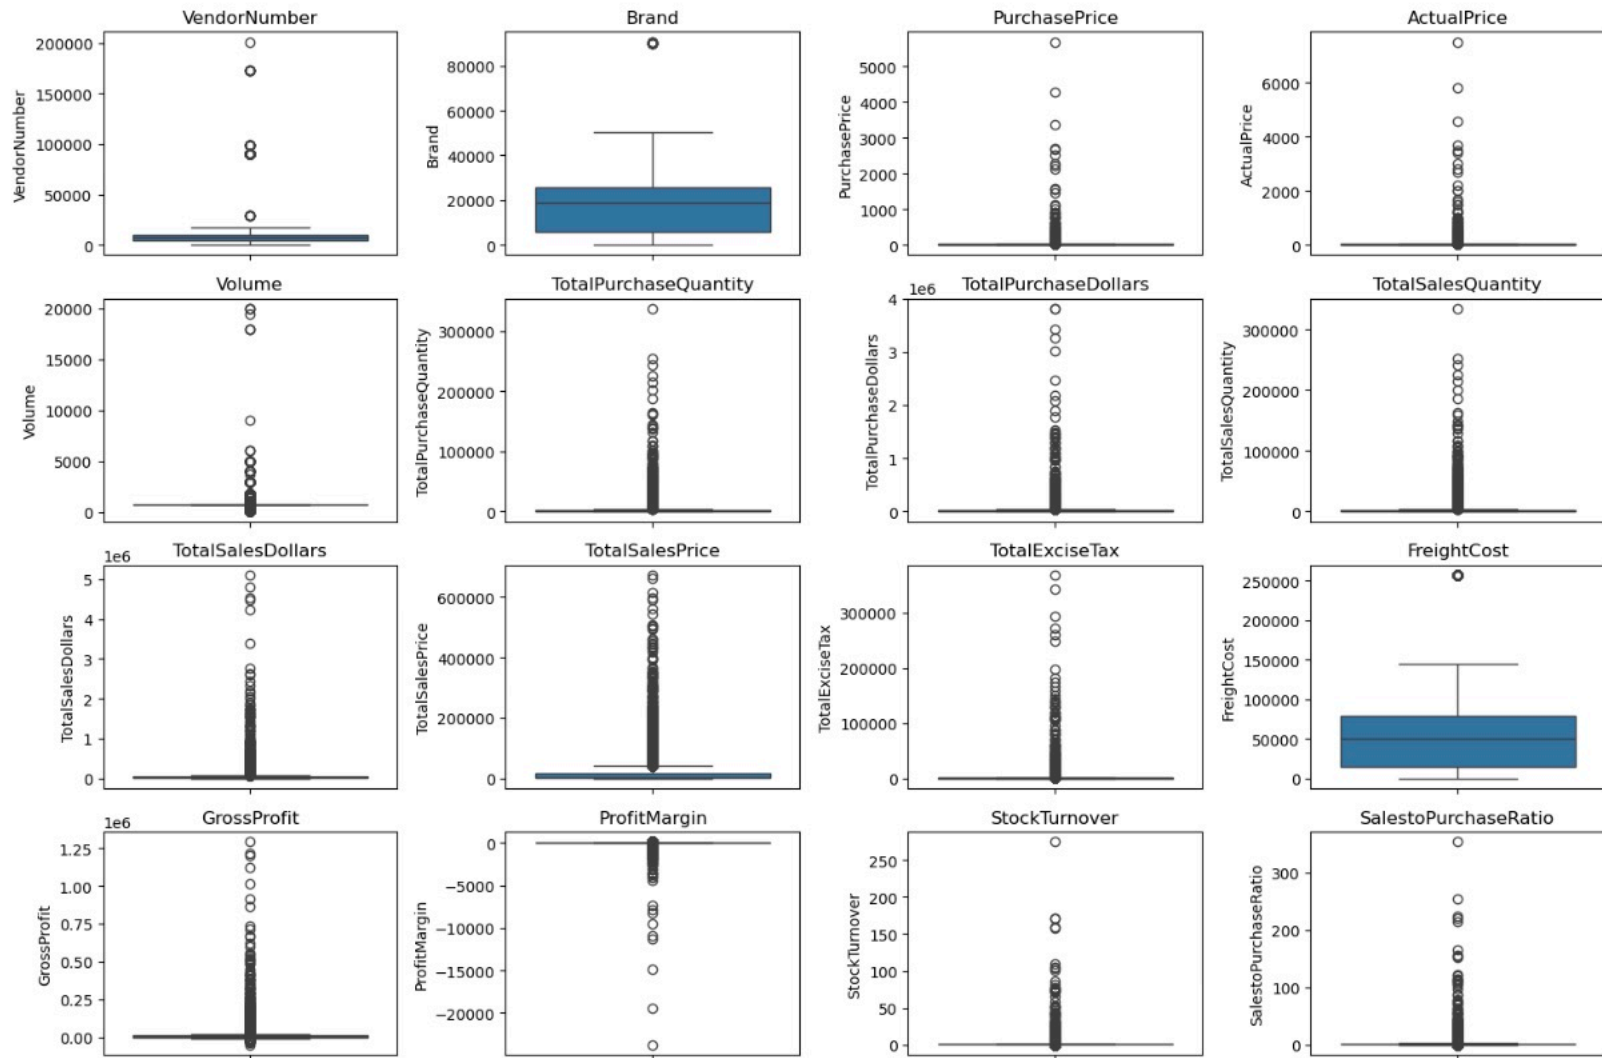 VendorNumber
VendorNumber
200000
150000
100000
50000
0
Brand
Brand
80000
60000
40000
20000
0
PurchasePrice
PurchasePrice
5000
4000
3000
2000
1000
0
ActualPrice
ActualPrice
6000
4000
2000
0
Volume
Volume
20000
15000
10000
5000
0
TotalPurchaseQuantity
TotalPurchaseQuantity
300000
200000
100000
0
TotalPurchaseDollars
1e6
TotalPurchaseDollars
4
3
2
1
0
TotalSalesQuantity
TotalSalesQuantity
300000
200000
100000
0
TotalSalesDollars
1e6
TotalSalesDollars
5
4
3
2
1
0
TotalSalesPrice
TotalSalesPrice
600000
400000
200000
0
TotalExciseTax
TotalExciseTax
300000
200000
100000
0
FreightCost
FreightCost
250000
200000
150000
100000
50000
0
GrossProfit
1e6
GrossProfit
1.25
1.00
0.75
0.50
0.25
0.00
ProfitMargin
ProfitMargin
0
−5000
−10000
−15000
−20000
StockTurnover
StockTurnover
250
200
150
100
50
0
SalestoPurchaseRatio
SalestoPurchaseRatio
300
200
100
0